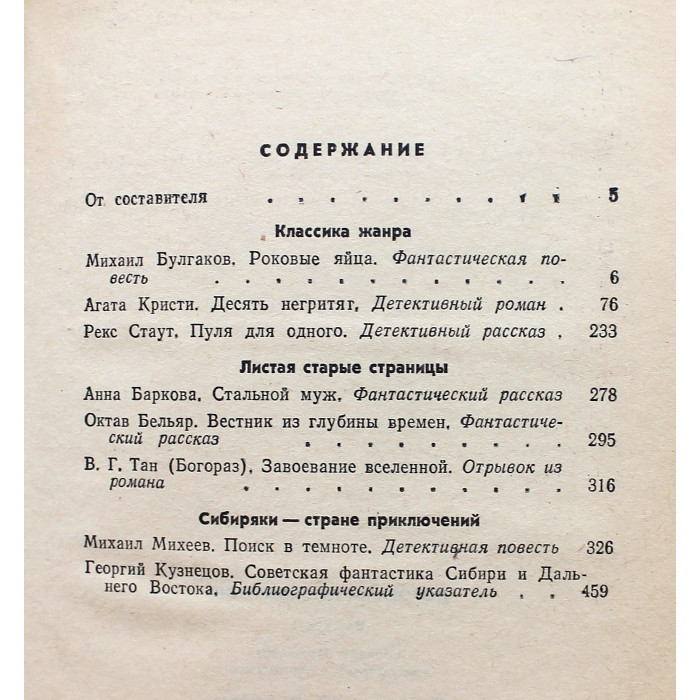 СОДЕРЖАНИЕ
От составителя . . . . . . . . 5
Классика жанра
Михаил Булгаков. Роковые яйца. Фантастическая по-
весть . . . . . . . . . . . 6
Агата Кристи. Десять негритят, Детективный роман . 76
Рекс Стаут, Пуля для одного. Детективный рассказ . 233
Листая старые страницы
Анна Баркова, Стальной муж, Фантастический рассказ 278
Октав Бельяр. Вестник из глубины времен, Фантастиче-
ский рассказ . . . . . . . . . 295
В. Г. Тан (Богораз), Завоевание вселенной. Отрывок из
романа . . . . . . . . . . 316
Сибиряки — стране приключений
Михаил Михеев. Поиск в темноте. Детективная повесть 326
Георгий Кузнецов. Советская фантастика Сибири и Даль-
него Востока, Библиографический указатель . . 459